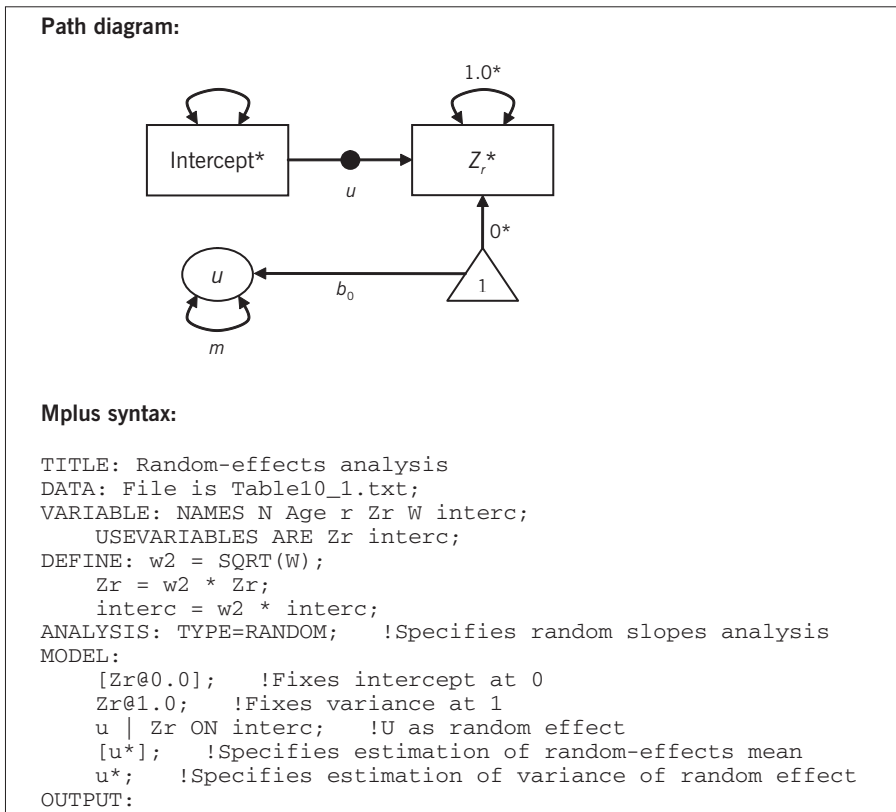 Path diagram:
1.0*
Intercept*
Z_r*
u
0*
u
b_0
1
m
Mplus syntax:
TITLE: Random-effects analysis
DATA: File is Table10_1.txt;
VARIABLE: NAMES N Age r Zr W interc;
USEVARIABLES ARE Zr interc;
DEFINE: w2 = SQRT(W);
Zr = w2 * Zr;
interc = w2 * interc;
ANALYSIS: TYPE=RANDOM; !Specifies random slopes analysis
MODEL:
[Zr@0.0]; !Fixes intercept at 0
Zr@1.0; !Fixes variance at 1
u | Zr ON interc; !U as random effect
[u*]; !Specifies estimation of random-effects mean
u*; !Specifies estimation of variance of random effect
OUTPUT: